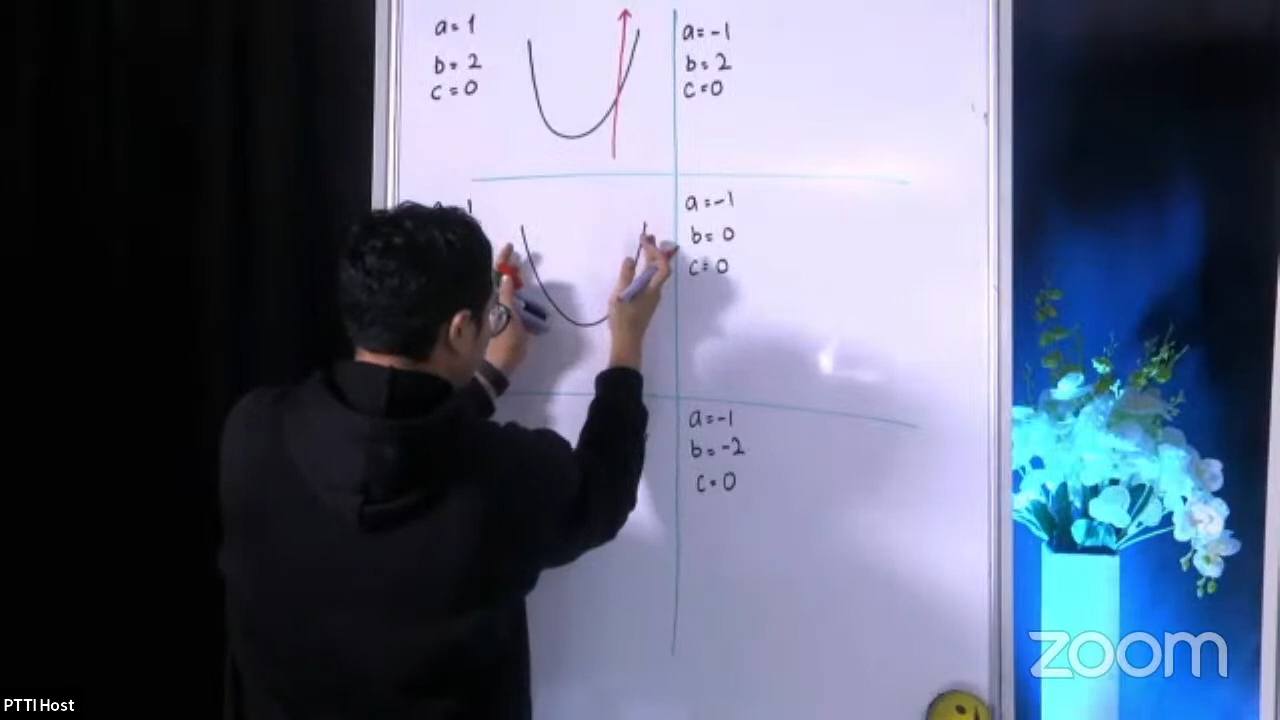 a = 1
b = 2
c = 0
a = -1
b = 2
c = 0
a = -1
b = 0
c = 0
a = -1
b = -2
c = 0
zoom
PTTI Host